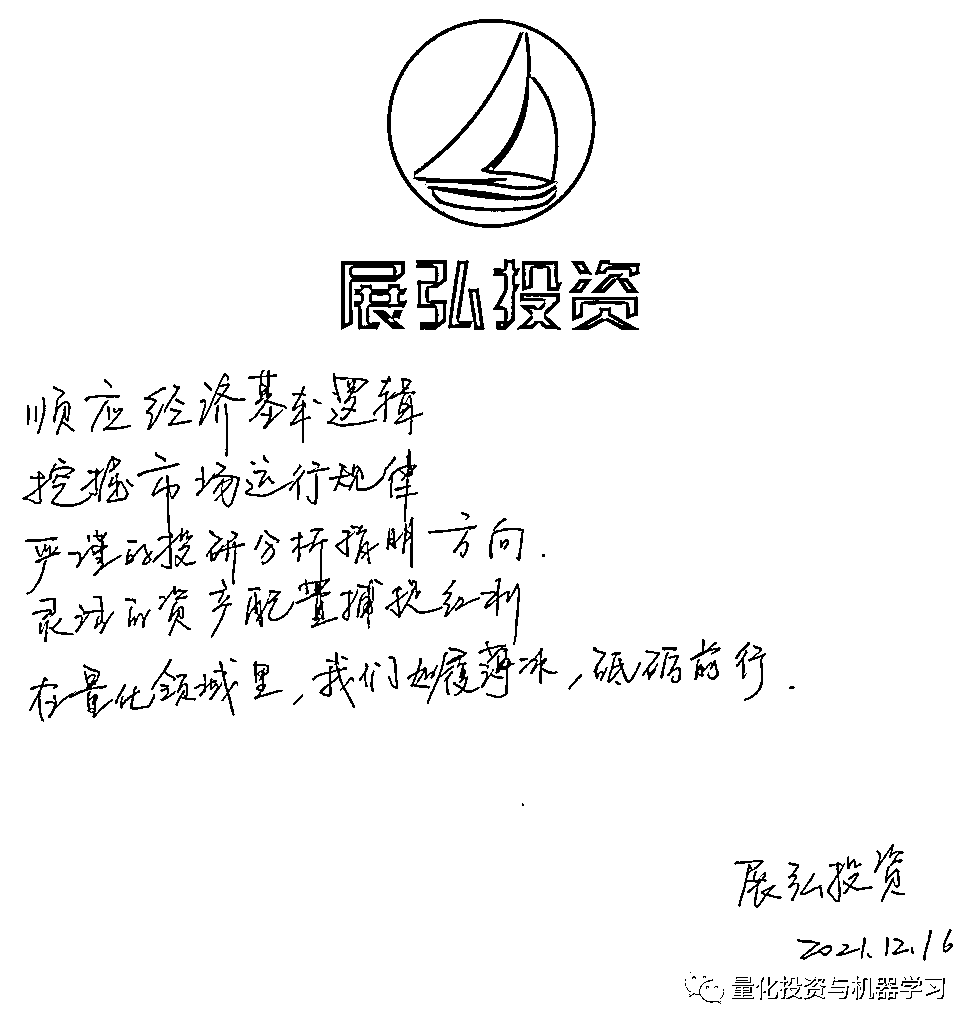 展弘投资
顺应经济基本逻辑
挖掘市场运行规律
严谨的投研分析指明方向.
灵活的资产配置捕捉红利
在量化领域里,我们如履薄冰,砥砺前行.
展弘投资
2021.12.16
量化投资与机器学习